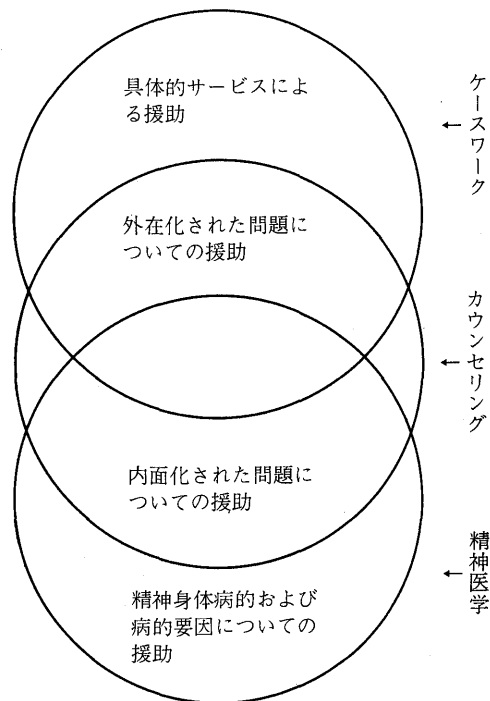 具体的サービスによ
る援助
ケースワーク
外在化された問題に
ついての援助
カウンセリング
内面化された問題に
ついての援助
精神医学
精神身体病的および
病的要因についての
援助